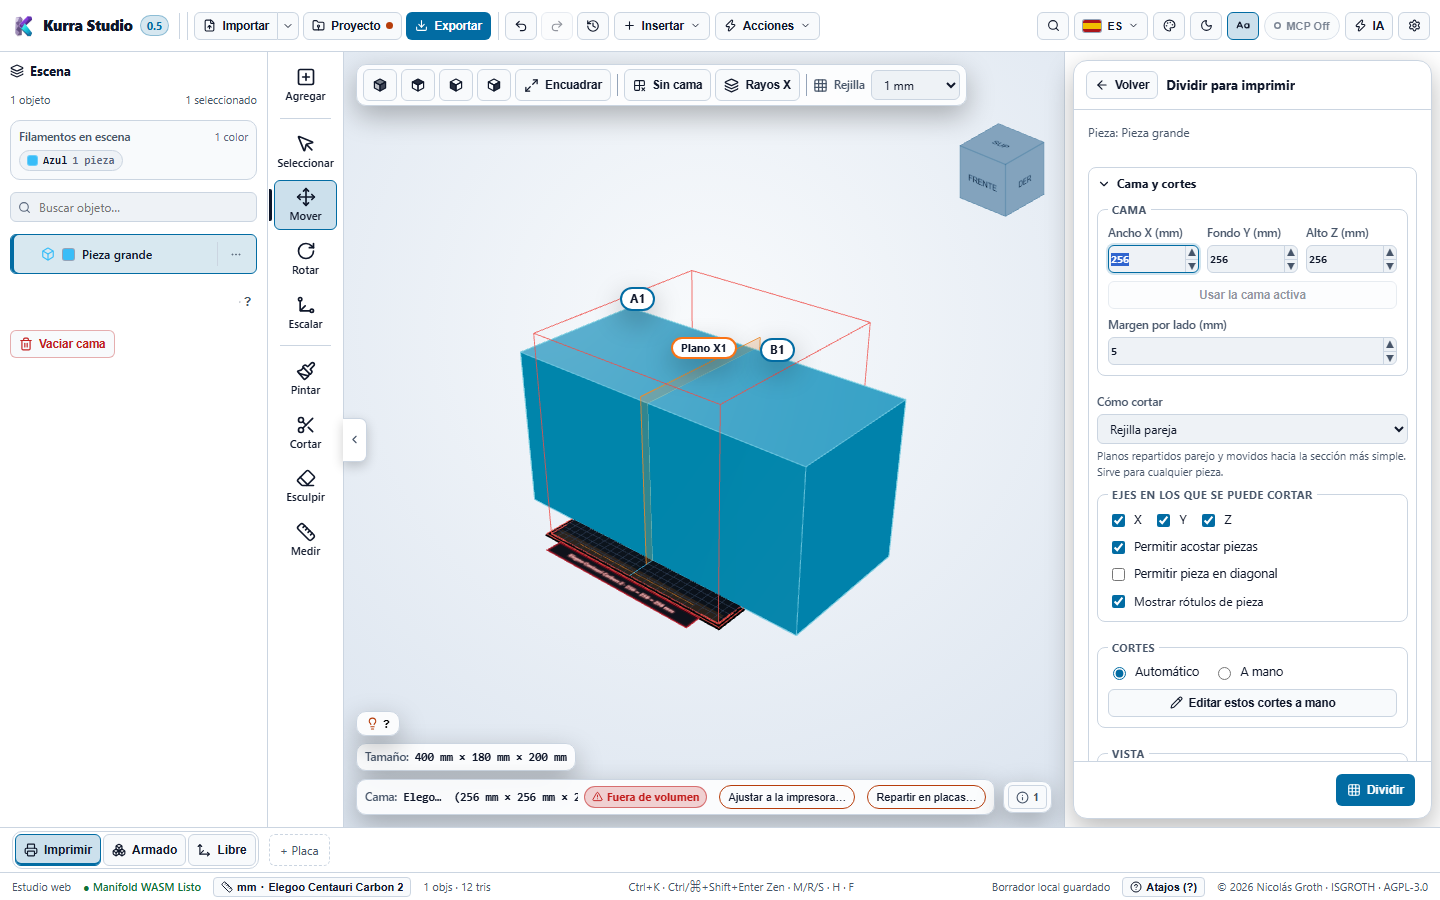 Kurra Studio 0.5
Importar
Proyecto
Exportar
Insertar
Acciones
ES
MCP Off
IA
Escena
1 objeto 1 seleccionado
Filamentos en escena 1 color
Azul 1 pieza
Buscar objeto...
Pieza grande
?
Vaciar cama
Agregar
Seleccionar
Mover
Rotar
Escalar
Pintar
Cortar
Esculpir
Medir
Encuadrar
Sin cama
Rayos X
Rejilla
1 mm
FRENTE
DER
A1
Plano X1
B1
?
Tamaño: 400 mm × 180 mm × 200 mm
Cama: Elego… (256 mm × 256 mm × 2
Fuera de volumen
Ajustar a la impresora…
Repartir en placas…
1
Volver
Dividir para imprimir
Pieza: Pieza grande
Cama y cortes
CAMA
Ancho X (mm) Fondo Y (mm) Alto Z (mm)
256 256 256
Usar la cama activa
Margen por lado (mm)
5
Cómo cortar
Rejilla pareja
Planos repartidos parejo y movidos hacia la sección más simple.
Sirve para cualquier pieza.
EJES EN LOS QUE SE PUEDE CORTAR
X Y Z
Permitir acostar piezas
Permitir pieza en diagonal
Mostrar rótulos de pieza
CORTES
Automático A mano
Editar estos cortes a mano
VISTA
Dividir
Imprimir
Armado
Libre
+ Placa
Estudio web
Manifold WASM Listo
mm · Elegoo Centauri Carbon 2
1 objs · 12 tris
Ctrl+K · Ctrl/⌘+Shift+Enter Zen · M/R/S · H · F
Borrador local guardado
Atajos (?)
© 2026 Nicolás Groth · ISGROTH · AGPL-3.0